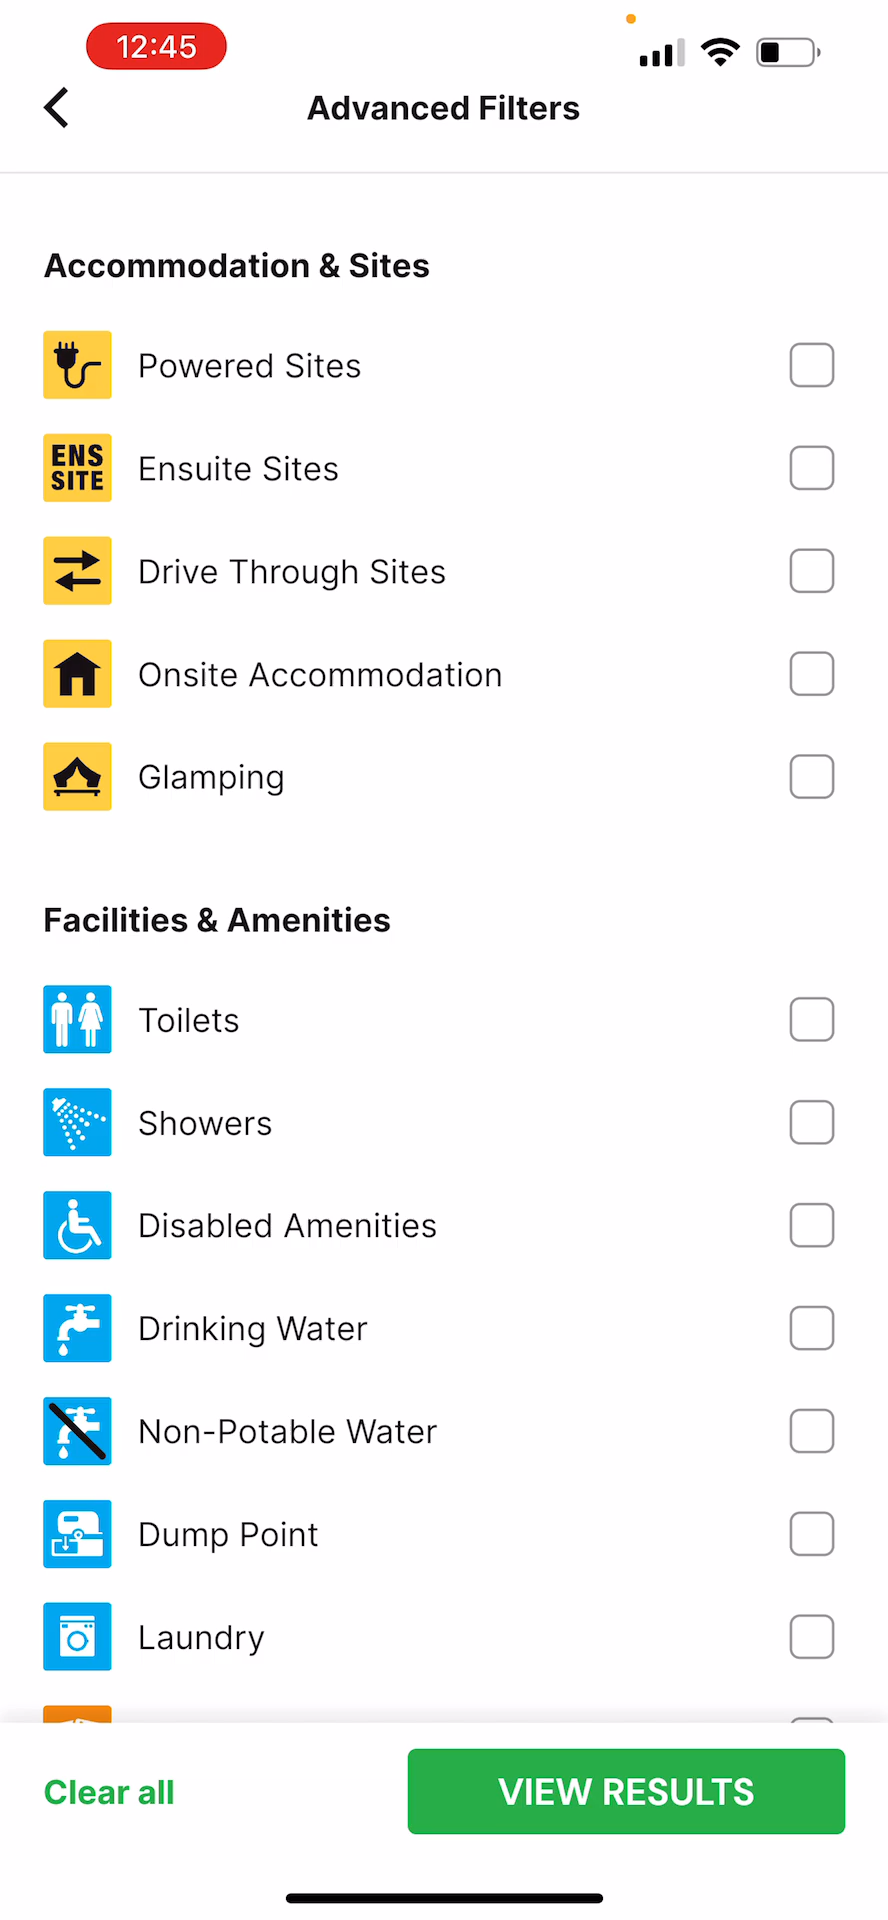 12:45
Advanced Filters
Accommodation & Sites
Powered Sites
ENS
SITE
Ensuite Sites
Drive Through Sites
Onsite Accommodation
Glamping
Facilities & Amenities
Toilets
Showers
Disabled Amenities
Drinking Water
Non-Potable Water
Dump Point
Laundry
Clear all
VIEW RESULTS